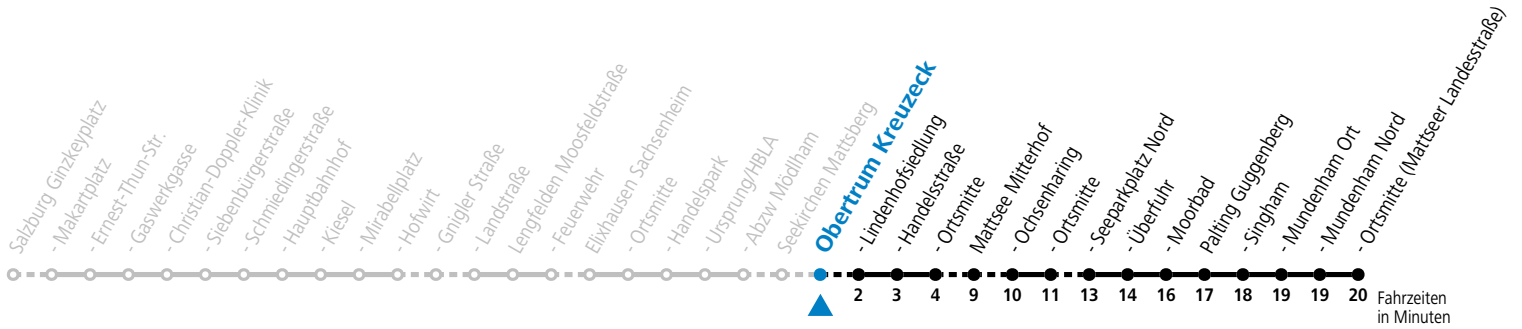 Salzburg Ginzkeyplatz
- Makartplatz
- Ernest-Thun-Str.
- Gaswerkgasse
- Christian-Doppler-Klinik
- Siebenbürgerstraße
- Schmiedingerstraße
- Hauptbahnhof
- Kiesel
- Mirabellplatz
- Hofwirt
- Gnigler Straße
- Landstraße
Lengfelden Moosfeldstraße
- Feuerwehr
Elixhausen Sachsenheim
- Ortsmitte
- Handelspark
- Ursprung/HBLA
- Abzw Mödlham
Seekirchen Mattsberg
Obertrum Kreuzeck
- Lindenhofsiedlung
- Handelsstraße
- Ortsmitte
Mattsee Mitterhof
- Ochsenharing
- Ortsmitte
- Seeparkplatz Nord
- Überfuhr
- Moorbad
Palting Guggenberg
- Singham
- Mundenham Ort
- Mundenham Nord
- Ortsmitte (Mattseer Landesstraße)
2 3 4 9 10 11 13 14 16 17 18 19 19 20
Fahrzeiten
in Minuten